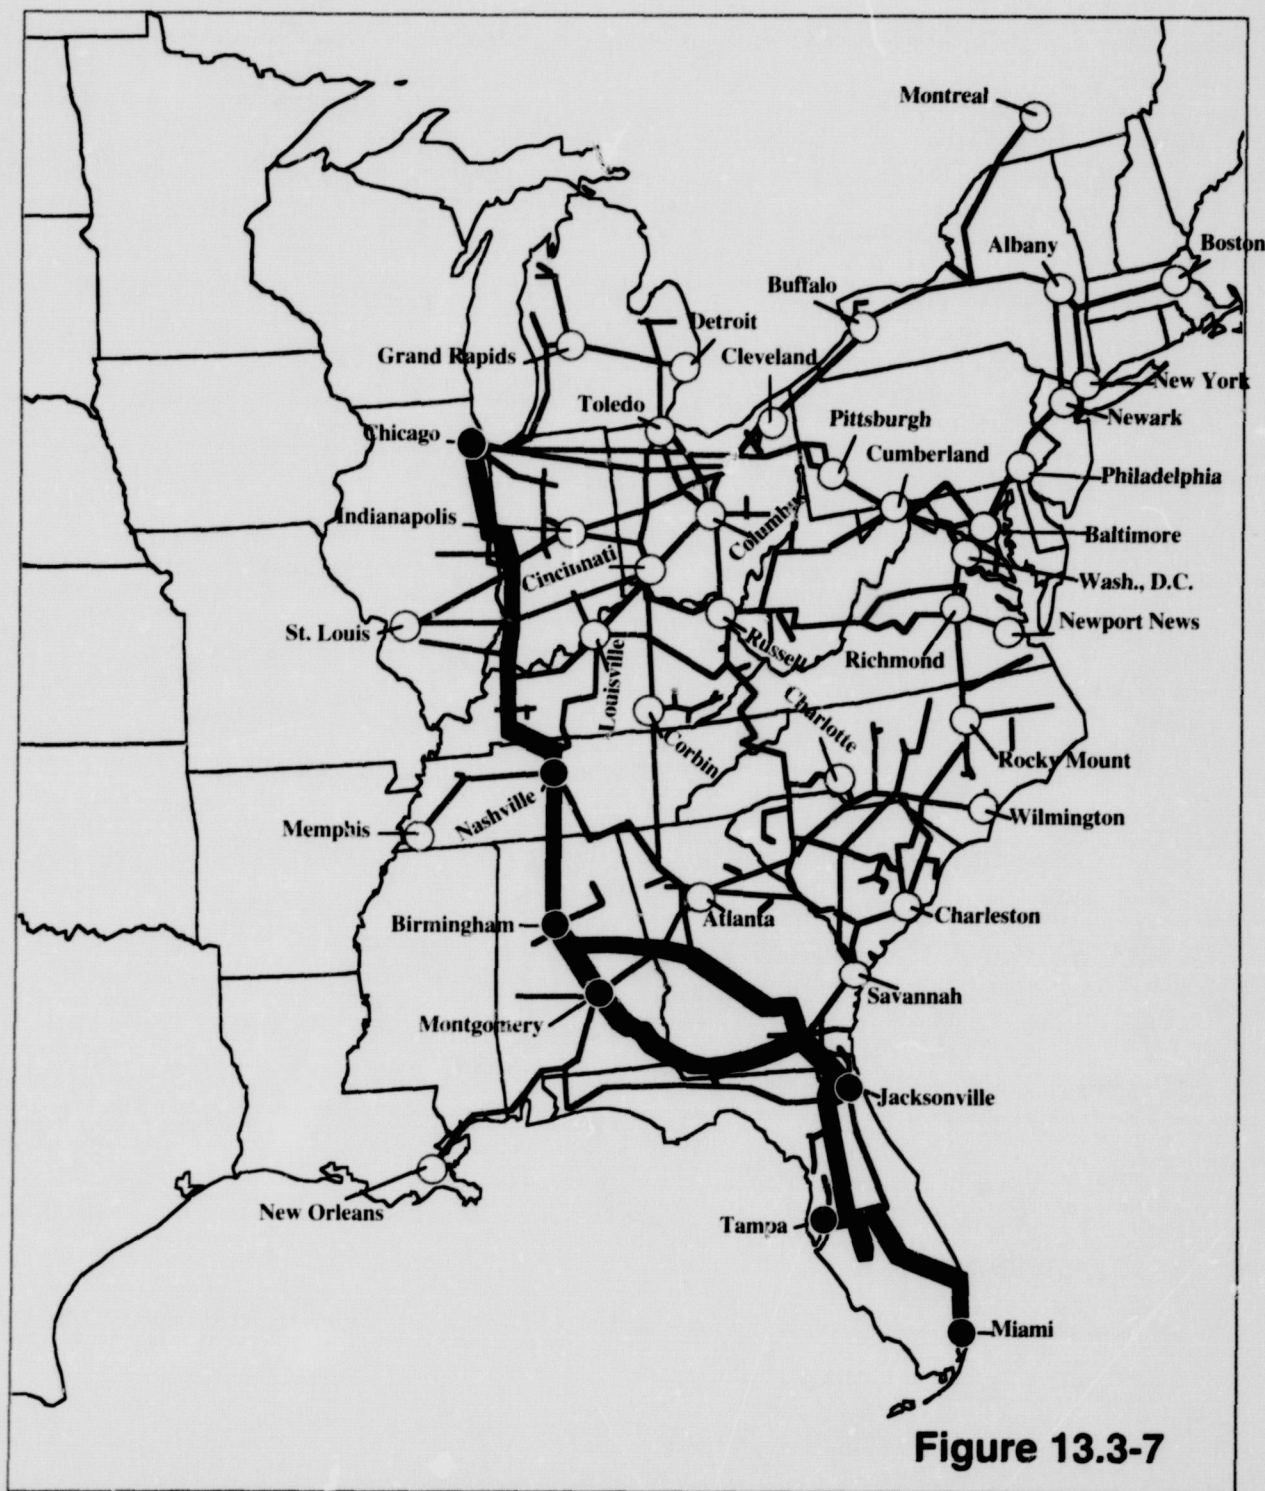 Montreal
Albany
Boston
Buffalo
Detroit
Grand Rapids
Cleveland
New York
Toledo
Newark
Pittsburgh
Chicago
Cumberland
Philadelphia
Indianapolis
Columbus
Baltimore
Cincinnati
Wash., D.C.
St. Louis
Newport News
Russell
Richmond
Louisville
Charlotte
Corbin
Rocky Mount
Nashville
Memphis
Wilmington
Birmingham
Atlanta
Charleston
Savannah
Montgomery
Jacksonville
New Orleans
Tampa
Miami
Figure 13.3-7